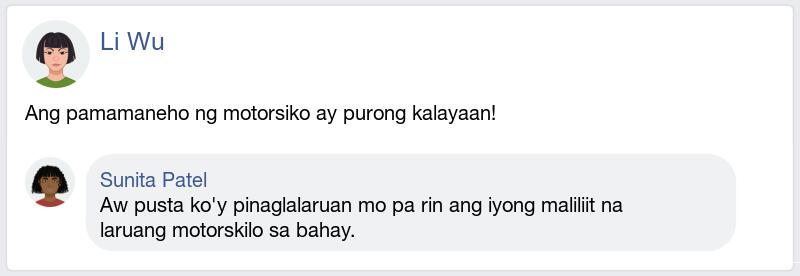 Li Wu
Ang pamamaneho ng motorsiko ay purong kalayaan!
Sunita Patel
Aw pusta ko'y pinaglalaruan mo pa rin ang iyong maliliit na
laruang motorskilo sa bahay.